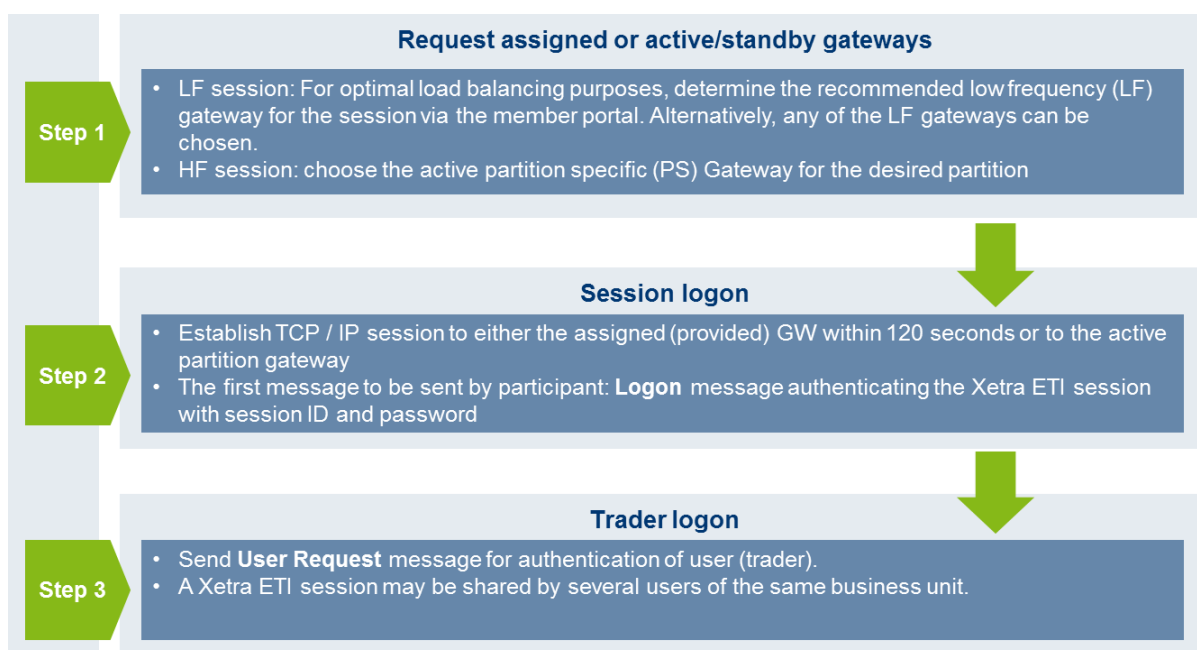 Request assigned or active/standby gateways
Step 1
• LF session: For optimal load balancing purposes, determine the recommended low frequency (LF)
gateway for the session via the member portal. Alternatively, any of the LF gateways can be
chosen.
• HF session: choose the active partition specific (PS) Gateway for the desired partition
Session logon
Step 2
• Establish TCP / IP session to either the assigned (provided) GW within 120 seconds or to the active
partition gateway
• The first message to be sent by participant: Logon message authenticating the Xetra ETI session
with session ID and password
Trader logon
Step 3
• Send User Request message for authentication of user (trader).
• A Xetra ETI session may be shared by several users of the same business unit.